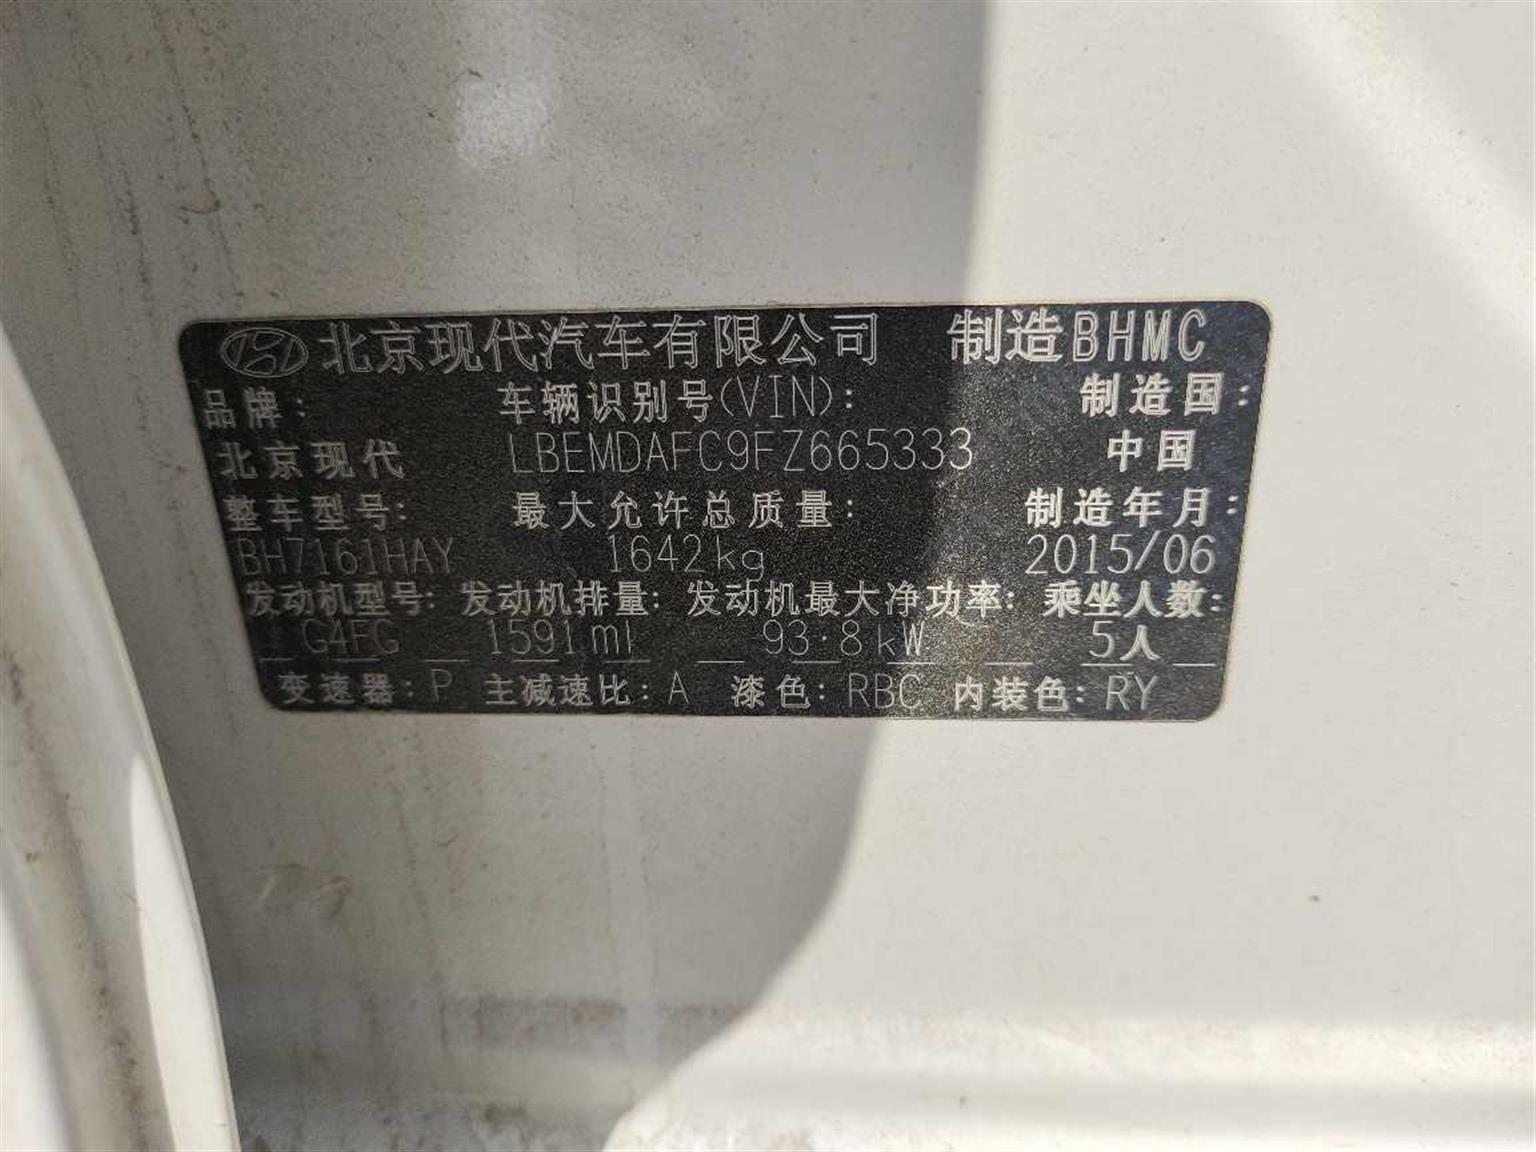 北京现代汽车有限公司 制造BHMC
品牌: 车辆识别号(VIN): 制造国:
北京现代 LBEMDAFC9FZ665333 中国
整车型号: 最大允许总质量: 制造年月:
BH7161HAY 1642kg 2015/06
发动机型号: 发动机排量: 发动机最大净功率: 乘坐人数:
G4FG 1591ml 93·8kW 5人
变速器: P 主减速比: A 漆色: RBC 内装色: RY